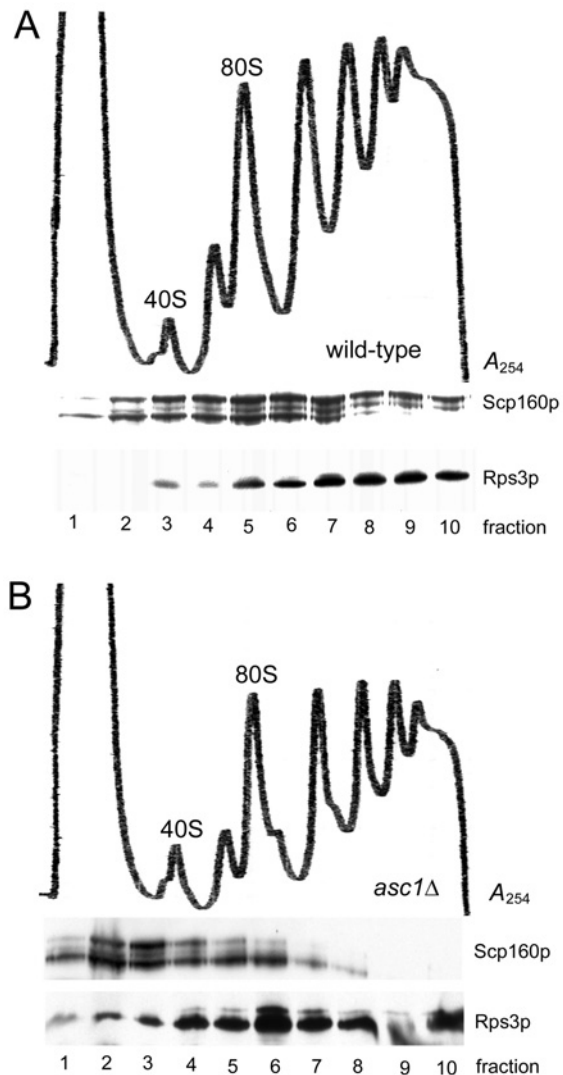 A
80S
40S
wild-type
A254
Scp160p
Rps3p
1 2 3 4 5 6 7 8 9 10 fraction
B
80S
40S
asc1Δ
A254
Scp160p
Rps3p
1 2 3 4 5 6 7 8 9 10 fraction